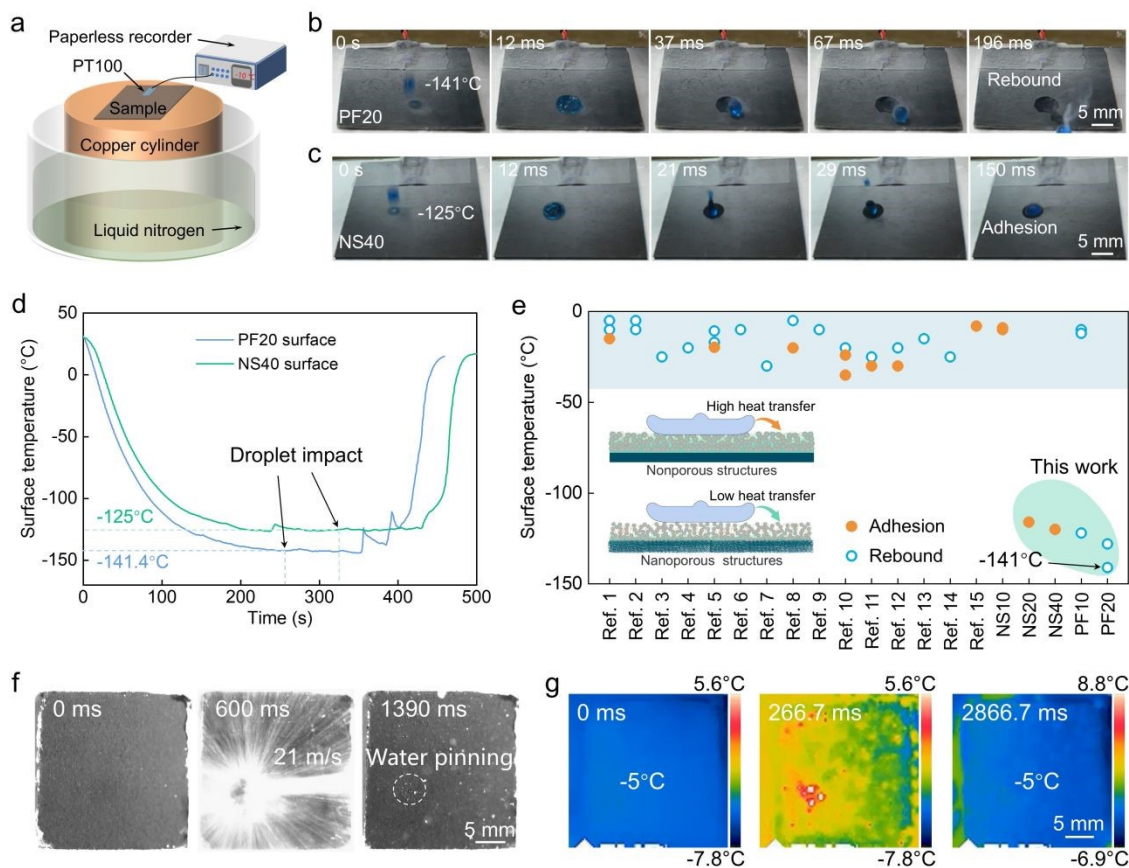 a
Paperless recorder
PT100
-10 °C
Sample
Copper cylinder
Liquid nitrogen
b
0 s
12 ms
37 ms
67 ms
196 ms
-141°C
Rebound
PF20
5 mm
c
0 s
12 ms
21 ms
29 ms
150 ms
-125°C
NS40
Adhesion
5 mm
d
Surface temperature (°C)
50
0
-50
-100
-150
PF20 surface
NS40 surface
Droplet impact
-125°C
-141.4°C
0
100
200
300
400
500
Time (s)
e
Surface temperature (°C)
0
-50
-100
-150
High heat transfer
Nonporous structures
Low heat transfer
Nanoporous structures
This work
Adhesion
Rebound
-141°C
Ref. 1
Ref. 2
Ref. 3
Ref. 4
Ref. 5
Ref. 6
Ref. 7
Ref. 8
Ref. 9
Ref. 10
Ref. 11
Ref. 12
Ref. 13
Ref. 14
Ref. 15
NS10
NS20
NS40
PF10
PF20
f
0 ms
600 ms
21 m/s
1390 ms
Water pinning
5 mm
g
5.6°C
0 ms
-5°C
-7.8°C
5.6°C
266.7 ms
-7.8°C
8.8°C
2866.7 ms
-5°C
5 mm
-6.9°C